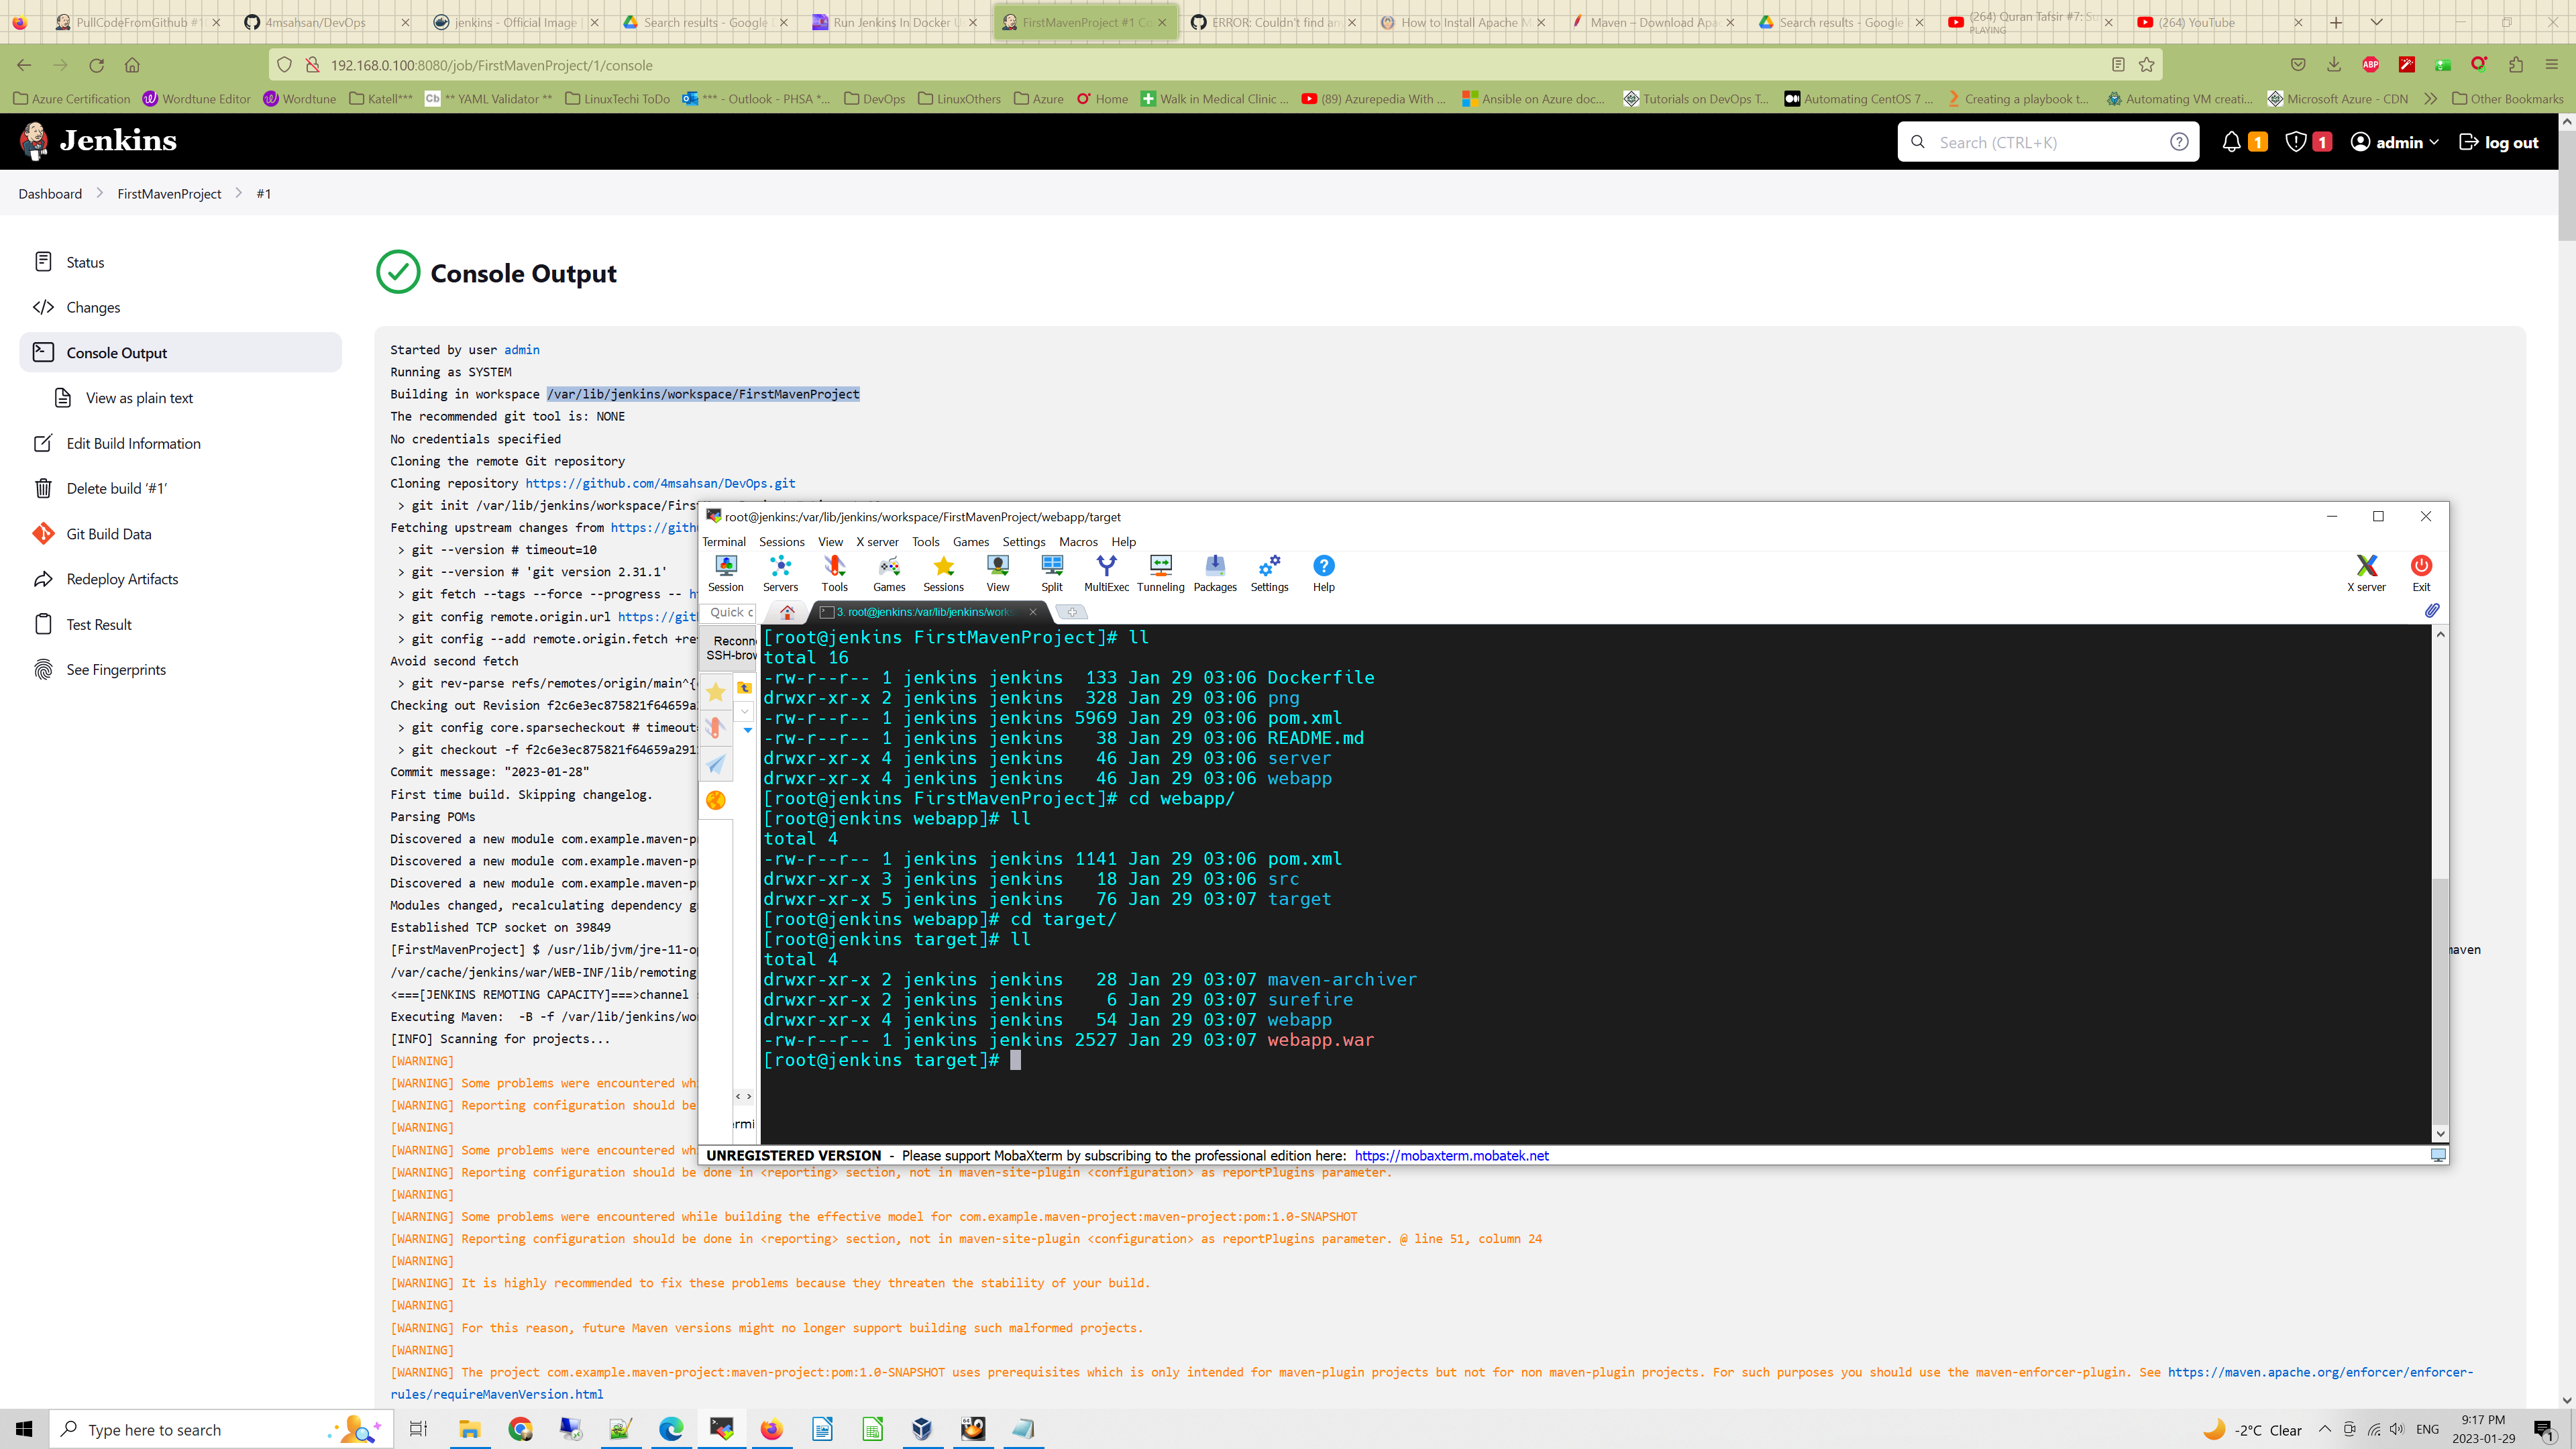 PullCodeFromGithub #1
4msahsan/DevOps
jenkins - Official Image |
Search results - Google D
Run Jenkins In Docker U
FirstMavenProject #1 Co
ERROR: Couldn't find any
How to Install Apache M
Maven – Download Apac
Search results - Google
(264) Quran Tafsir #7: Su
PLAYING
(264) YouTube
192.168.0.100:8080/job/FirstMavenProject/1/console
ABP
Azure Certification
Wordtune Editor
Wordtune
Katell***
Cb
** YAML Validator **
LinuxTechi ToDo
*** - Outlook - PHSA *...
DevOps
LinuxOthers
Azure
Home
Walk in Medical Clinic ...
(89) Azurepedia With ...
Ansible on Azure doc...
Tutorials on DevOps T...
Automating CentOS 7 ...
Creating a playbook t...
Automating VM creati...
Microsoft Azure - CDN
Other Bookmarks
Jenkins
Search (CTRL+K)
1
1
admin
log out
Dashboard
FirstMavenProject
#1
Status
Changes
Console Output
View as plain text
Edit Build Information
Delete build ‘#1’
Git Build Data
Redeploy Artifacts
Test Result
See Fingerprints
Console Output
Started by user admin
Running as SYSTEM
Building in workspace /var/lib/jenkins/workspace/FirstMavenProject
The recommended git tool is: NONE
No credentials specified
Cloning the remote Git repository
Cloning repository https://github.com/4msahsan/DevOps.git
> git init /var/lib/jenkins/workspace/Firs
Fetching upstream changes from https://gith
> git --version # timeout=10
> git --version # 'git version 2.31.1'
> git fetch --tags --force --progress -- h
> git config remote.origin.url https://git
> git config --add remote.origin.fetch +re
Avoid second fetch
> git rev-parse refs/remotes/origin/main^{
Checking out Revision f2c6e3ec875821f64659a
> git config core.sparsecheckout # timeout
> git checkout -f f2c6e3ec875821f64659a291
Commit message: "2023-01-28"
First time build. Skipping changelog.
Parsing POMs
Discovered a new module com.example.maven-p
Discovered a new module com.example.maven-p
Discovered a new module com.example.maven-p
Modules changed, recalculating dependency g
Established TCP socket on 39849
[FirstMavenProject] $ /usr/lib/jvm/jre-11-op
maven
/var/cache/jenkins/war/WEB-INF/lib/remoting
<===[JENKINS REMOTING CAPACITY]===>channel
Executing Maven:  -B -f /var/lib/jenkins/wo
[INFO] Scanning for projects...
[WARNING]
[WARNING] Some problems were encountered wh
[WARNING] Reporting configuration should be
[WARNING]
[WARNING] Some problems were encountered wh
[WARNING] Reporting configuration should be done in <reporting> section, not in maven-site-plugin <configuration> as reportPlugins parameter.
[WARNING]
[WARNING] Some problems were encountered while building the effective model for com.example.maven-project:maven-project:pom:1.0-SNAPSHOT
[WARNING] Reporting configuration should be done in <reporting> section, not in maven-site-plugin <configuration> as reportPlugins parameter. @ line 51, column 24
[WARNING]
[WARNING] It is highly recommended to fix these problems because they threaten the stability of your build.
[WARNING]
[WARNING] For this reason, future Maven versions might no longer support building such malformed projects.
[WARNING]
[WARNING] The project com.example.maven-project:maven-project:pom:1.0-SNAPSHOT uses prerequisites which is only intended for maven-plugin projects but not for non maven-plugin projects. For such purposes you should use the maven-enforcer-plugin. See https://maven.apache.org/enforcer/enforcer-
rules/requireMavenVersion.html
root@jenkins:/var/lib/jenkins/workspace/FirstMavenProject/webapp/target
Terminal Sessions View X server Tools Games Settings Macros Help
Session Servers Tools Games Sessions View Split MultiExec Tunneling Packages Settings Help
X server Exit
Quick c
3. root@jenkins:/var/lib/jenkins/works
Reconn
SSH-brow
ermi
[root@jenkins FirstMavenProject]# ll
total 16
-rw-r--r-- 1 jenkins jenkins  133 Jan 29 03:06 Dockerfile
drwxr-xr-x 2 jenkins jenkins  328 Jan 29 03:06 png
-rw-r--r-- 1 jenkins jenkins 5969 Jan 29 03:06 pom.xml
-rw-r--r-- 1 jenkins jenkins   38 Jan 29 03:06 README.md
drwxr-xr-x 4 jenkins jenkins   46 Jan 29 03:06 server
drwxr-xr-x 4 jenkins jenkins   46 Jan 29 03:06 webapp
[root@jenkins FirstMavenProject]# cd webapp/
[root@jenkins webapp]# ll
total 4
-rw-r--r-- 1 jenkins jenkins 1141 Jan 29 03:06 pom.xml
drwxr-xr-x 3 jenkins jenkins   18 Jan 29 03:06 src
drwxr-xr-x 5 jenkins jenkins   76 Jan 29 03:07 target
[root@jenkins webapp]# cd target/
[root@jenkins target]# ll
total 4
drwxr-xr-x 2 jenkins jenkins   28 Jan 29 03:07 maven-archiver
drwxr-xr-x 2 jenkins jenkins    6 Jan 29 03:07 surefire
drwxr-xr-x 4 jenkins jenkins   54 Jan 29 03:07 webapp
-rw-r--r-- 1 jenkins jenkins 2527 Jan 29 03:07 webapp.war
[root@jenkins target]#
UNREGISTERED VERSION - Please support MobaXterm by subscribing to the professional edition here: https://mobaxterm.mobatek.net
Type here to search
-2°C Clear
ENG
9:17 PM
2023-01-29
1